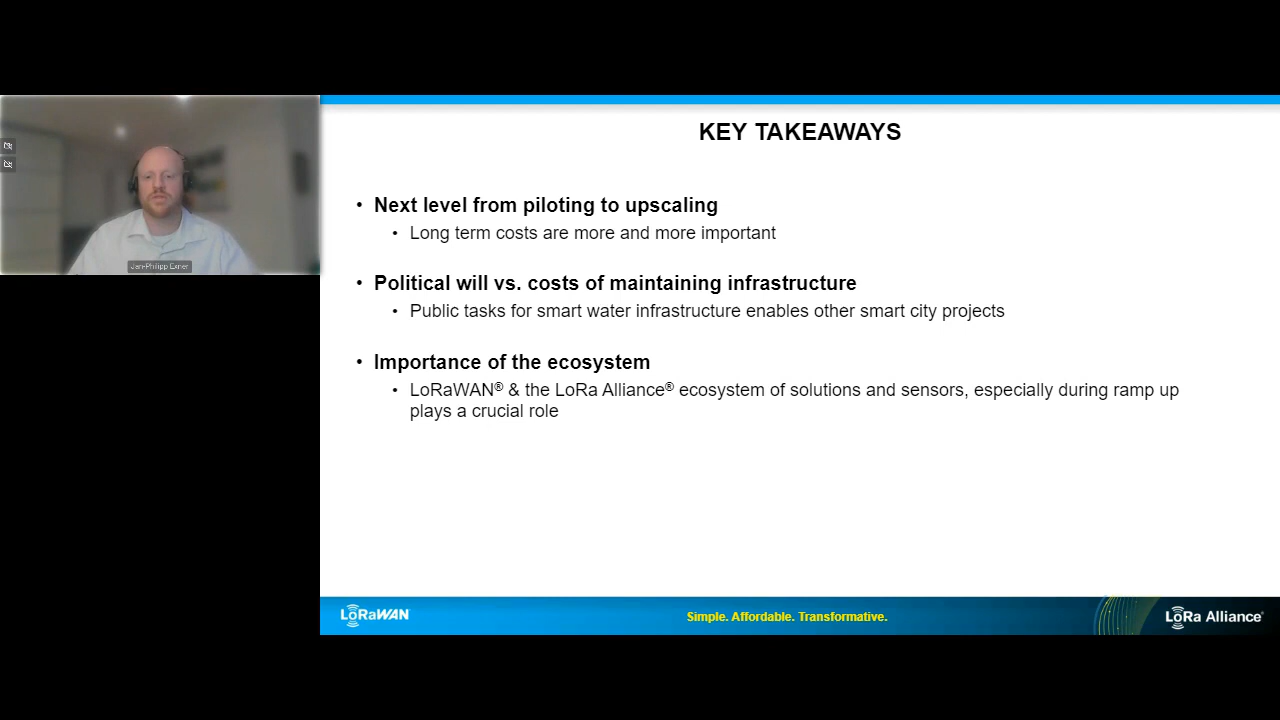 Jan-Philipp Exner
KEY TAKEAWAYS
• Next level from piloting to upscaling
• Long term costs are more and more important
• Political will vs. costs of maintaining infrastructure
• Public tasks for smart water infrastructure enables other smart city projects
• Importance of the ecosystem
• LoRaWAN® & the LoRa Alliance® ecosystem of solutions and sensors, especially during ramp up
plays a crucial role
LoRaWAN
Simple. Affordable. Transformative.
LoRa Alliance®